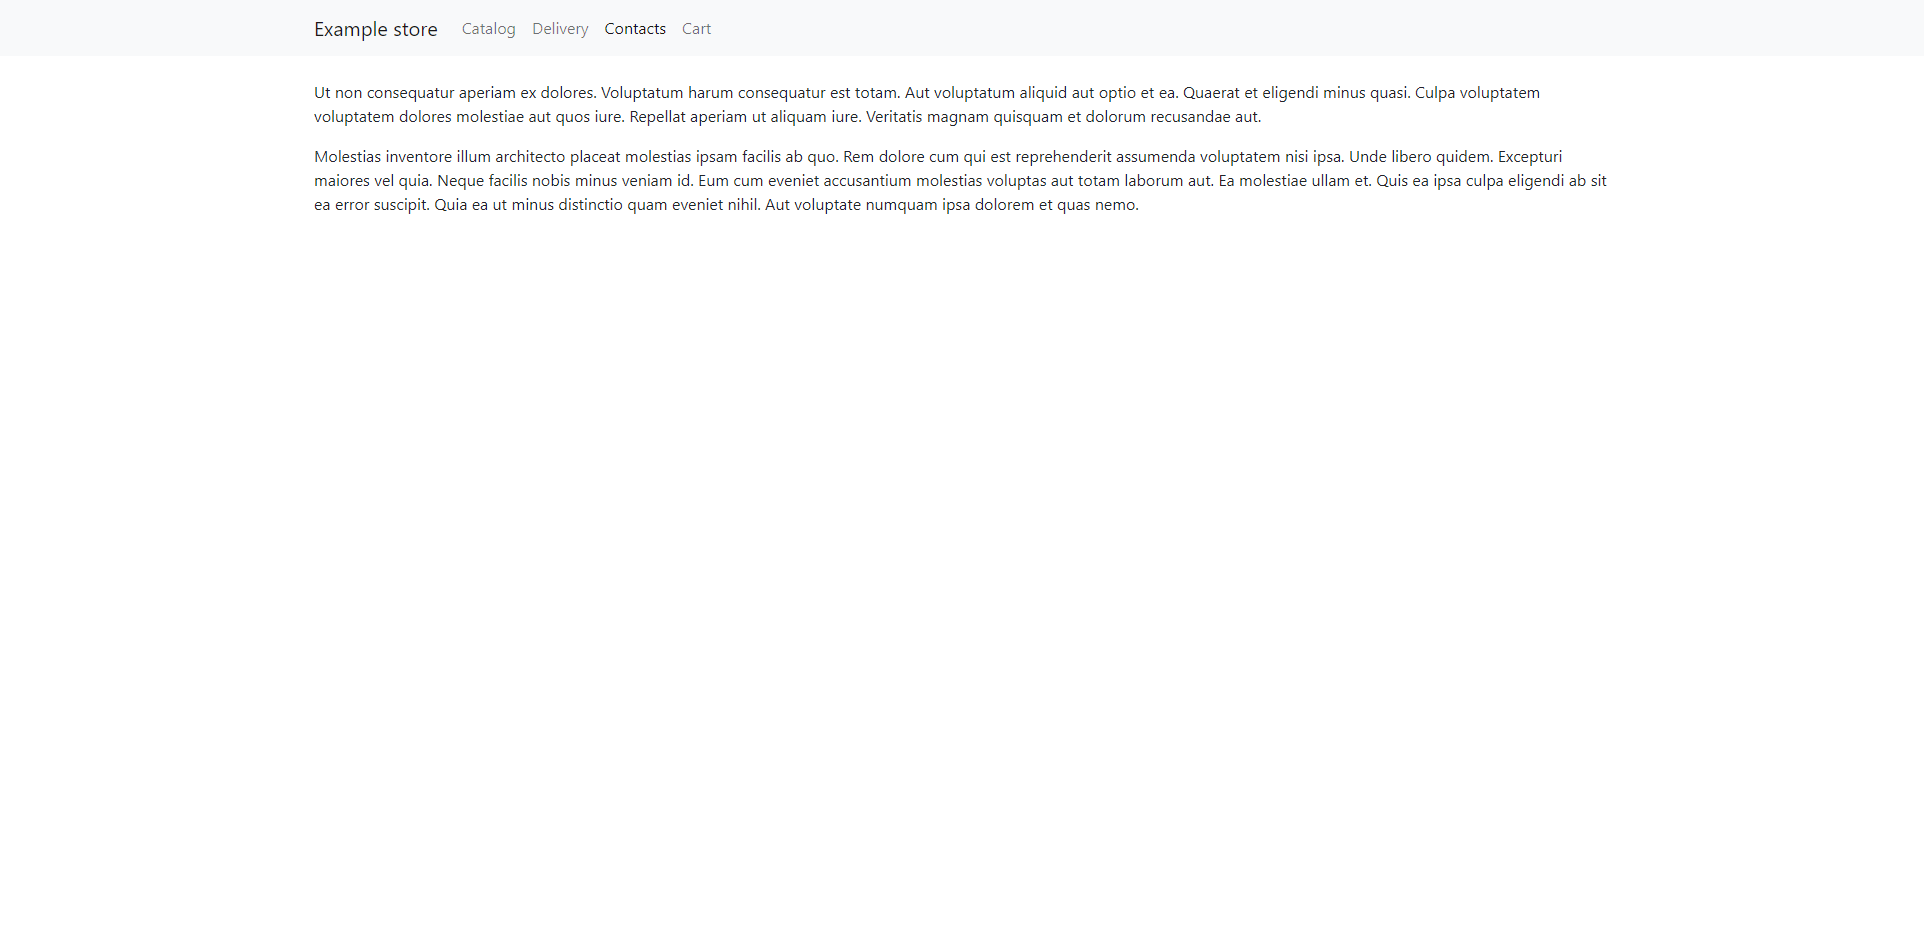 Example store Catalog Delivery Contacts Cart
Ut non consequatur aperiam ex dolores. Voluptatum harum consequatur est totam. Aut voluptatum aliquid aut optio et ea. Quaerat et eligendi minus quasi. Culpa voluptatem
voluptatem dolores molestiae aut quos iure. Repellat aperiam ut aliquam iure. Veritatis magnam quisquam et dolorum recusandae aut.
Molestias inventore illum architecto placeat molestias ipsam facilis ab quo. Rem dolore cum qui est reprehenderit assumenda voluptatem nisi ipsa. Unde libero quidem. Excepturi
maiores vel quia. Neque facilis nobis minus veniam id. Eum cum eveniet accusantium molestias voluptas aut totam laborum aut. Ea molestiae ullam et. Quis ea ipsa culpa eligendi ab sit
ea error suscipit. Quia ea ut minus distinctio quam eveniet nihil. Aut voluptate numquam ipsa dolorem et quas nemo.